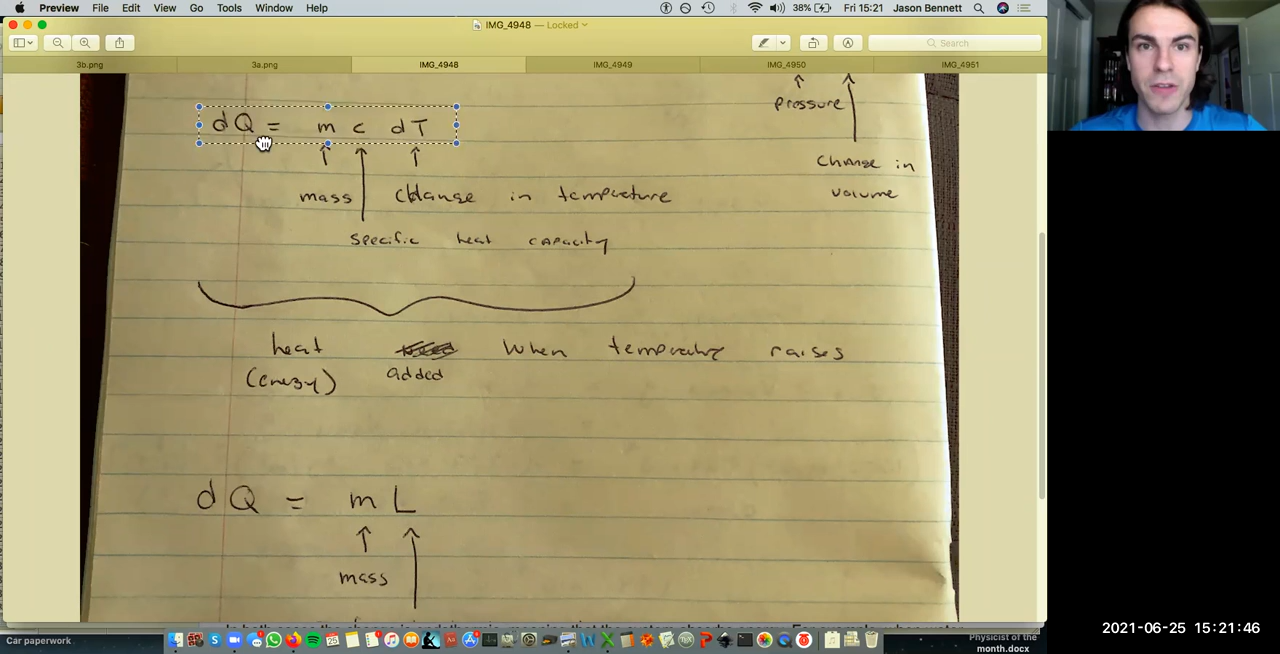 Preview File Edit View Go Tools Window Help 38% Fri 15:21 Jason Bennett
IMG_4948 — Locked
Search
3b.png 3a.png IMG_4948 IMG_4949 IMG_4950 IMG_4951
pressure
dQ = m c dT
change in
volume
mass change in temperature
specific heat capacity
heat when temperature raises
(energy) added
dQ = m L
mass
Car paperwork
Physicist of the
month.docx
2021-06-25 15:21:46